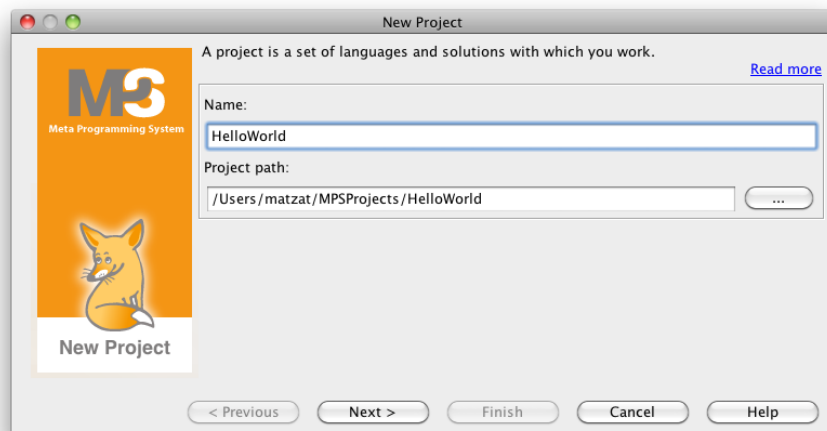 New Project
A project is a set of languages and solutions with which you work.
Read more
MPS
Meta Programming System
Name:
HelloWorld
Project path:
/Users/matzat/MPSProjects/HelloWorld
...
New Project
< Previous
Next >
Finish
Cancel
Help